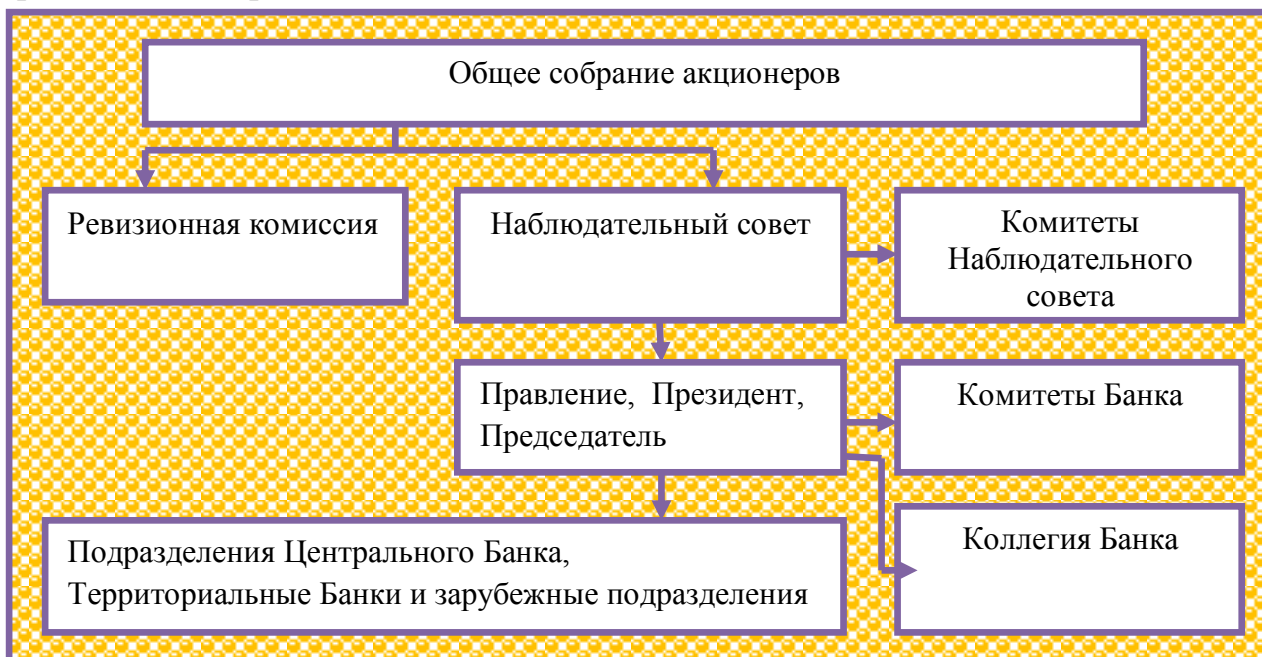 Общее собрание акционеров
Ревизионная комиссия
Наблюдательный совет
Комитеты
Наблюдательного
совета
Правление, Президент,
Председатель
Комитеты Банка
Подразделения Центрального Банка,
Территориальные Банки и зарубежные подразделения
Коллегия Банка